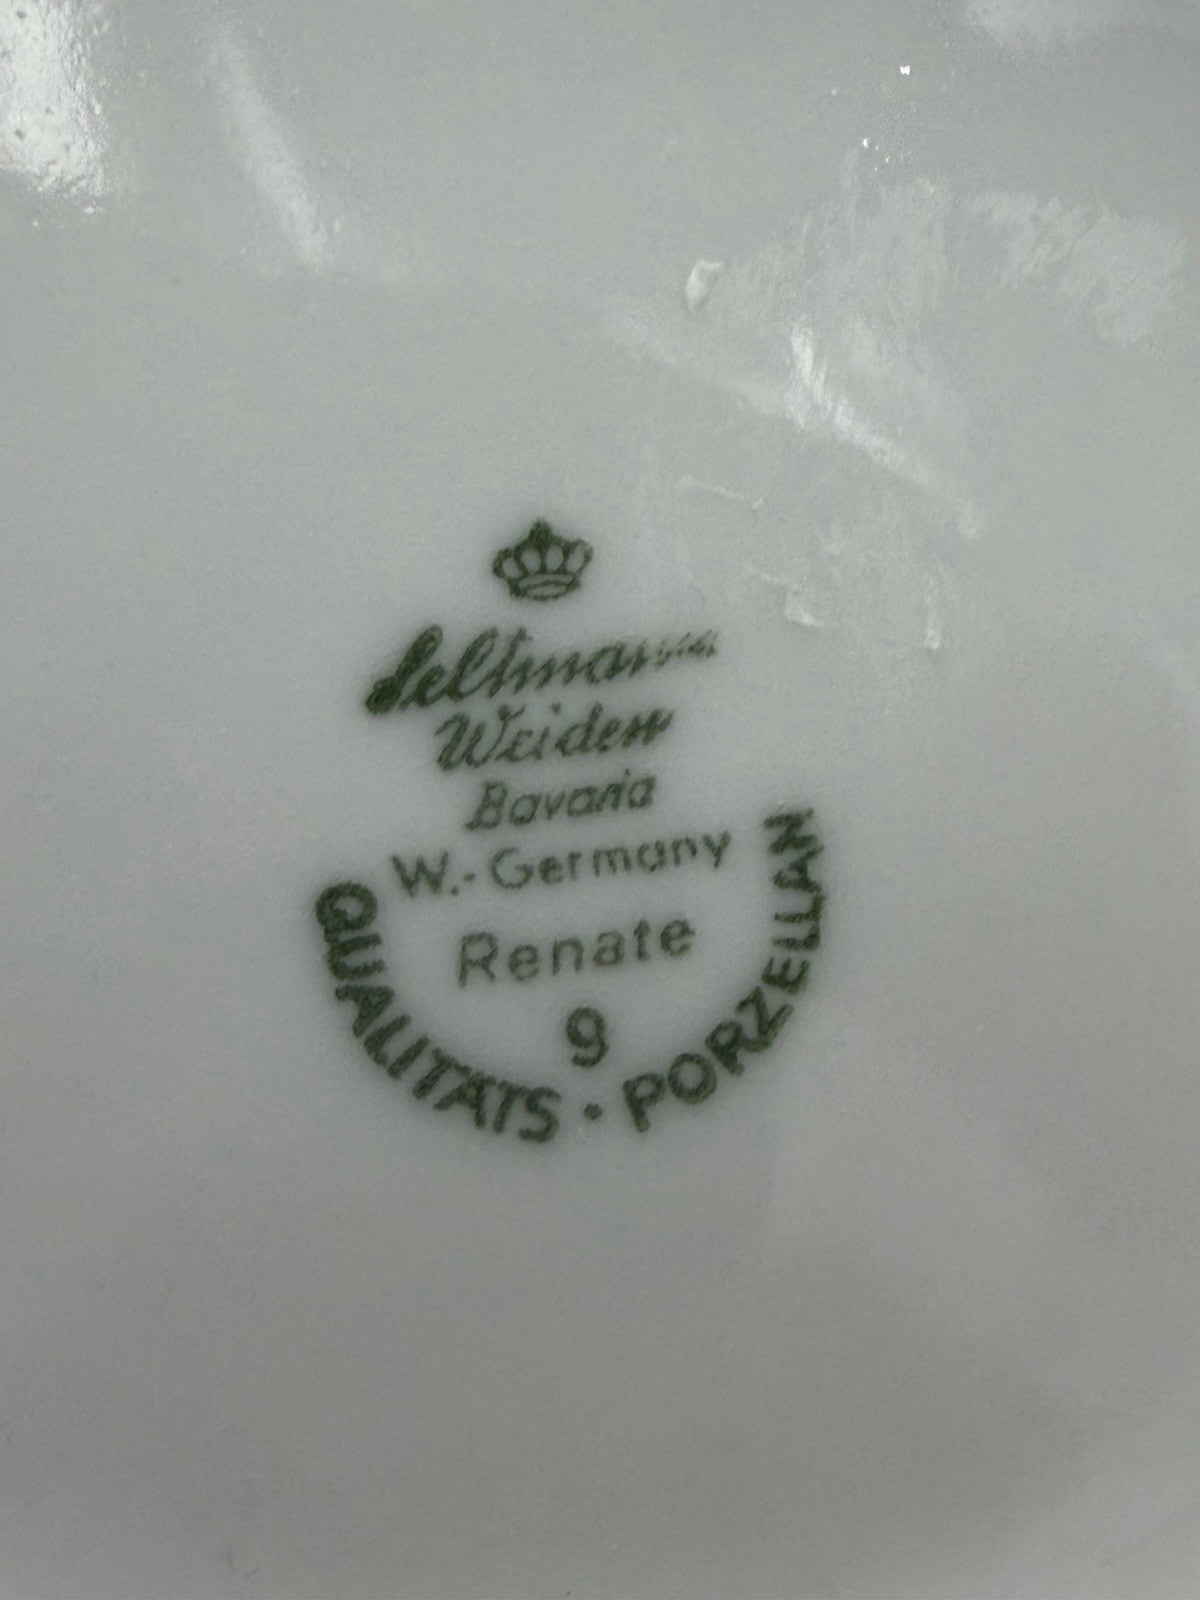 Seltmann
Weiden
Bavaria
W.-Germany
Renate
9
QUALITÄTS · PORZELLAN